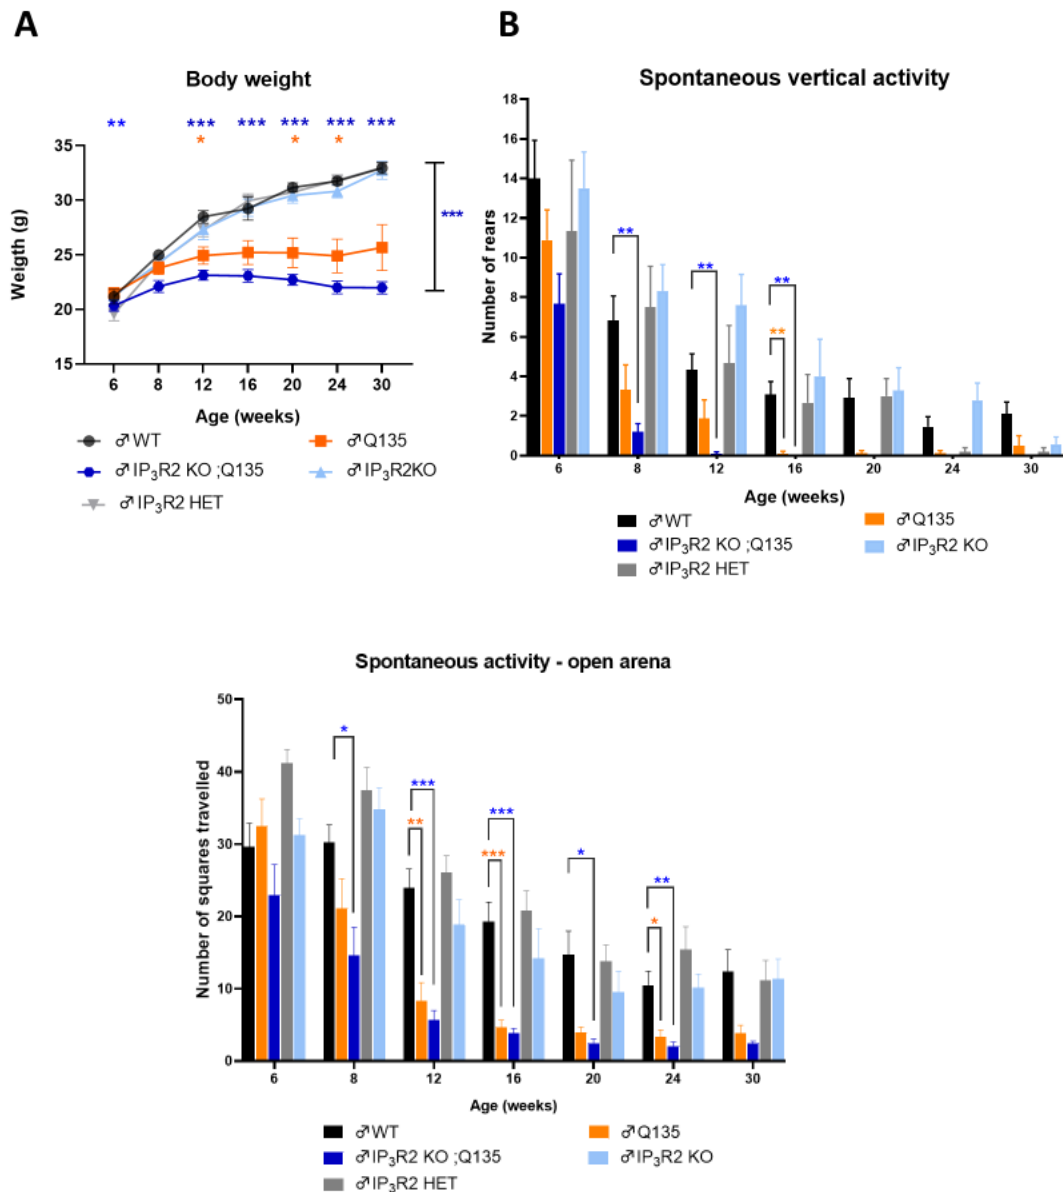 A
B
Body weight
** *** *** *** *** ***
* * *
35
30
25
20
15
***
Weigth (g)
6 8 12 16 20 24 30
Age (weeks)
♂WT
♂Q135
♂IP₃R2 KO ;Q135
♂IP₃R2KO
♂IP₃R2 HET
Spontaneous vertical activity
18
16
14
12
10
8
6
4
2
0
Number of rears
** ** **
**
6 8 12 16 20 24 30
Age (weeks)
♂WT
♂Q135
♂IP₃R2 KO ;Q135
♂IP₃R2 KO
♂IP₃R2 HET
Spontaneous activity - open arena
50
40
30
20
10
0
Number of squares travelled
* *** *** * **
** *** *
6 8 12 16 20 24 30
Age (weeks)
♂WT
♂Q135
♂IP₃R2 KO ;Q135
♂IP₃R2 KO
♂IP₃R2 HET